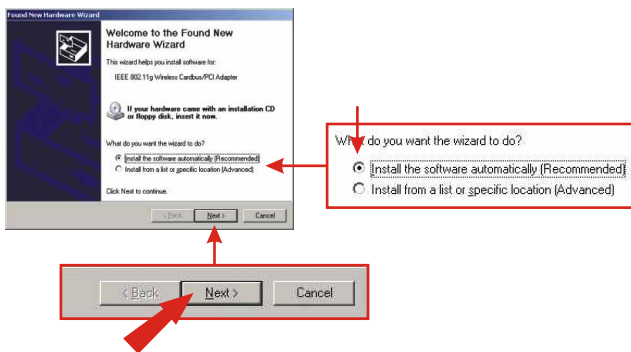 Found New Hardware Wizard
Welcome to the Found New
Hardware Wizard
This wizard helps you install software for:
IEEE 802.11g Wireless Cardbus/PCI Adapter
If your hardware came with an installation CD
or floppy disk, insert it now.
What do you want the wizard to do?
Install the software automatically (Recommended)
Install from a list or specific location (Advanced)
Click Next to continue.
< Back
Next >
Cancel
What do you want the wizard to do?
Install the software automatically (Recommended)
Install from a list or specific location (Advanced)
< Back
Next >
Cancel